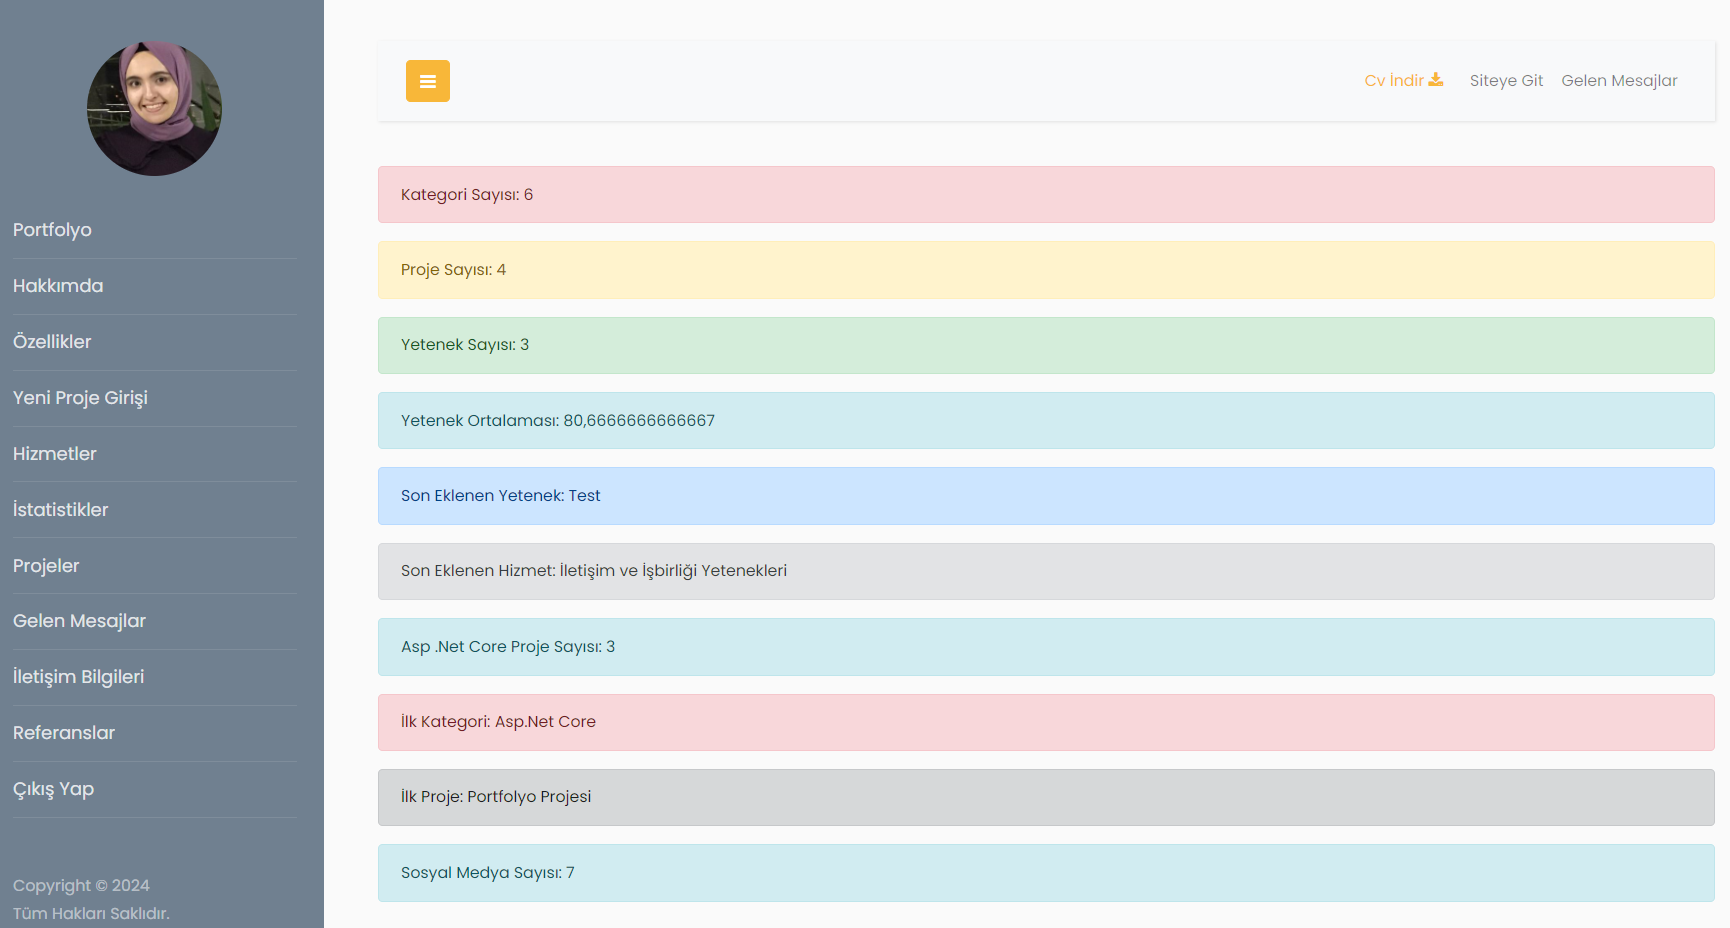 Portfolyo
Hakkımda
Özellikler
Yeni Proje Girişi
Hizmetler
İstatistikler
Projeler
Gelen Mesajlar
İletişim Bilgileri
Referanslar
Çıkış Yap
Copyright © 2024
Tüm Hakları Saklıdır.
Cv İndir Siteye Git Gelen Mesajlar
Kategori Sayısı: 6
Proje Sayısı: 4
Yetenek Sayısı: 3
Yetenek Ortalaması: 80,6666666666667
Son Eklenen Yetenek: Test
Son Eklenen Hizmet: İletişim ve İşbirliği Yetenekleri
Asp .Net Core Proje Sayısı: 3
İlk Kategori: Asp.Net Core
İlk Proje: Portfolyo Projesi
Sosyal Medya Sayısı: 7